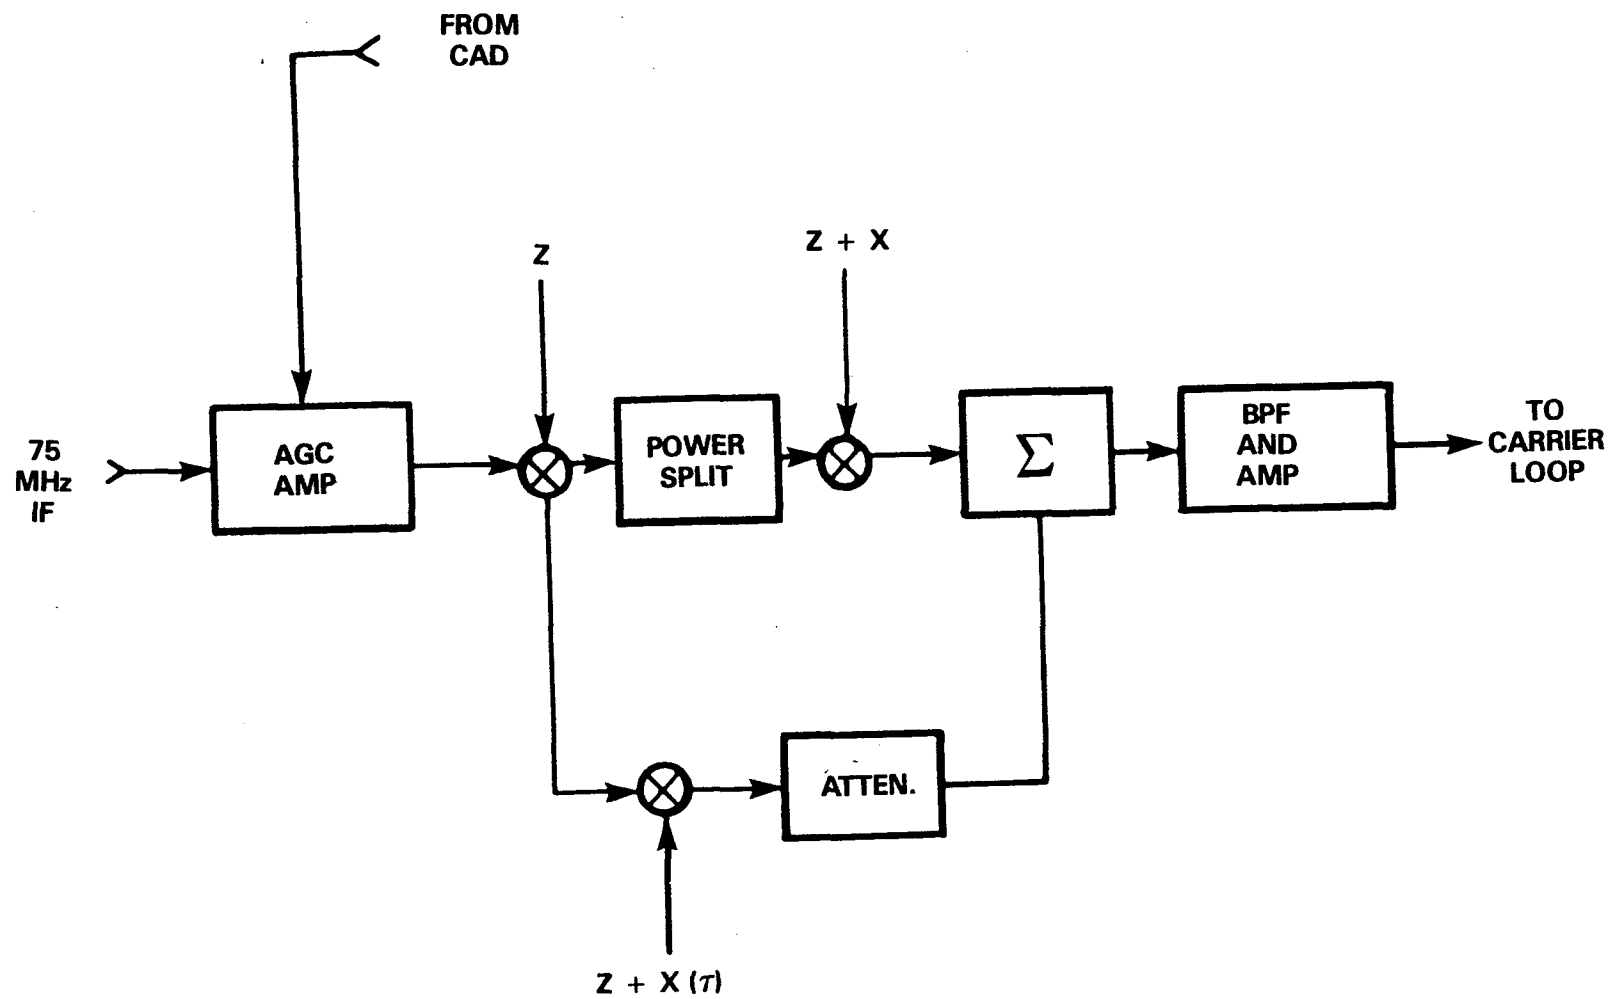 FROM
CAD
Z
Z + X
75
MHz
IF
AGC
AMP
POWER
SPLIT
Σ
BPF
AND
AMP
TO
CARRIER
LOOP
ATTEN.
Z + X (τ)